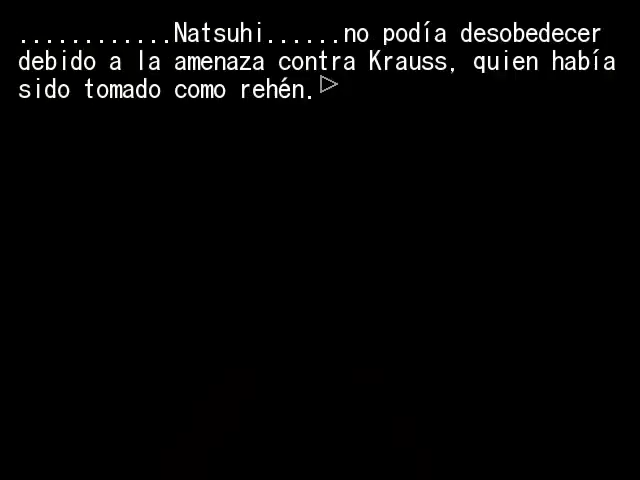 ............Natsuhi......no podía desobedecer
debido a la amenaza contra Krauss, quien había
sido tomado como rehén.